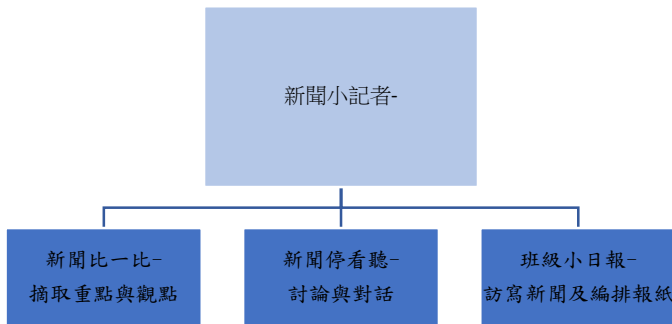 新聞小記者-
新聞比一比-
摘取重點與觀點
新聞停看聽-
討論與對話
班級小日報-
訪寫新聞及編排報紙